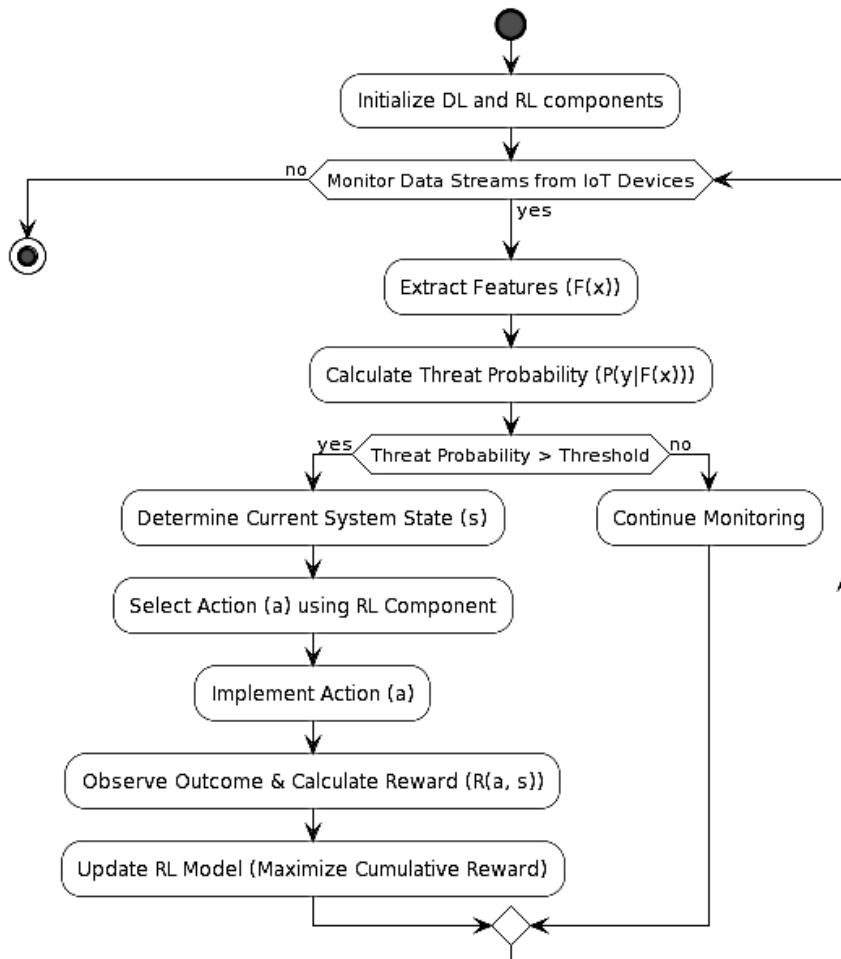 Initialize DL and RL components
no
Monitor Data Streams from IoT Devices
yes
Extract Features (F(x))
Calculate Threat Probability (P(y|F(x)))
yes
Threat Probability > Threshold
no
Determine Current System State (s)
Continue Monitoring
Select Action (a) using RL Component
Implement Action (a)
Observe Outcome & Calculate Reward (R(a, s))
Update RL Model (Maximize Cumulative Reward)